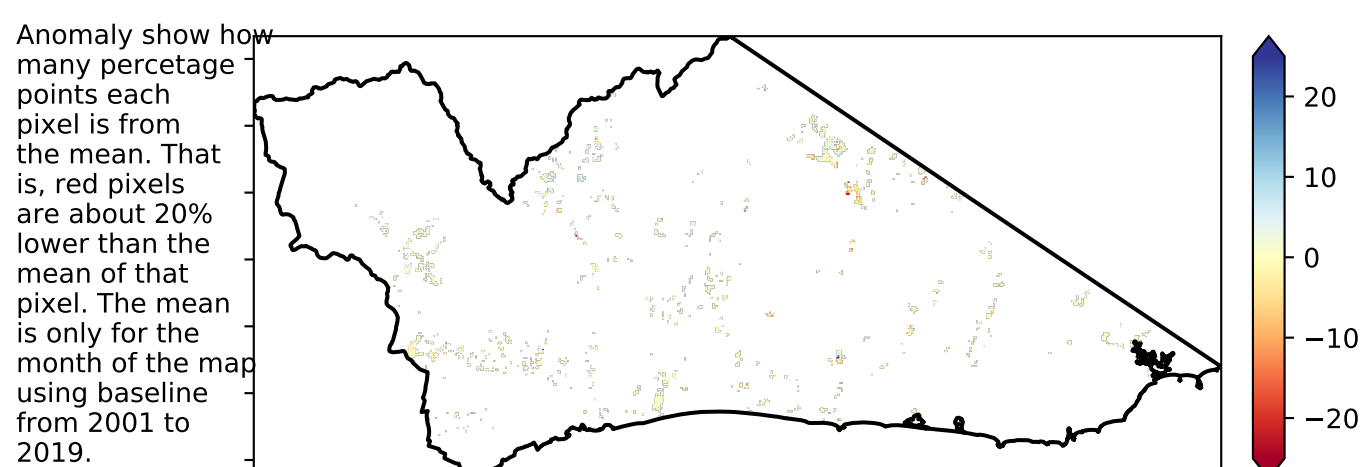 Anomaly show how
many percetage
points each
pixel is from
the mean. That
is, red pixels
are about 20%
lower than the
mean of that
pixel. The mean
is only for the
month of the map
using baseline
from 2001 to
2019.
20
10
0
−10
−20